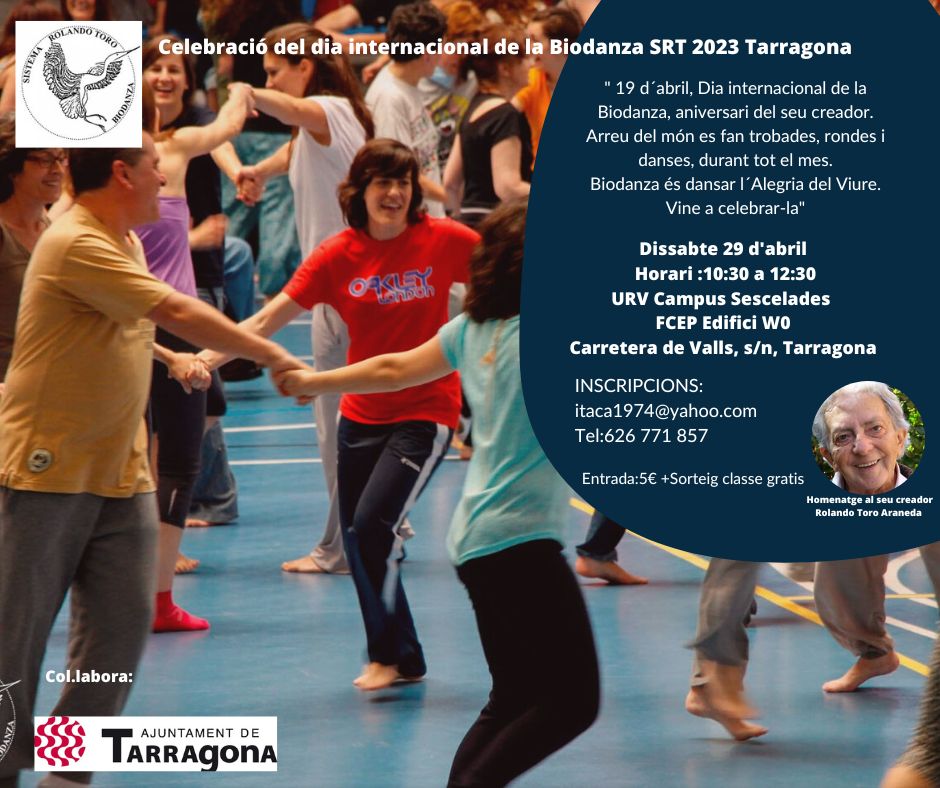 SISTEMA ROLANDO TORO
BIODANZA
Celebració del dia internacional de la Biodanza SRT 2023 Tarragona
" 19 d´abril, Dia internacional de la
Biodanza, aniversari del seu creador.
Arreu del món es fan trobades, rondes i
danses, durant tot el mes.
Biodanza és dansar l´Alegria del Viure.
Vine a celebrar-la"
Dissabte 29 d'abril
Horari :10:30 a 12:30
URV Campus Sescelades
FCEP Edifici W0
Carretera de Valls, s/n, Tarragona
INSCRIPCIONS:
itaca1974@yahoo.com
Tel:626 771 857
Entrada:5€ +Sorteig classe gratis
Homenatge al seu creador
Rolando Toro Araneda
OAKLEY
LONDON
Col.labora:
AJUNTAMENT DE
TARRAGONA